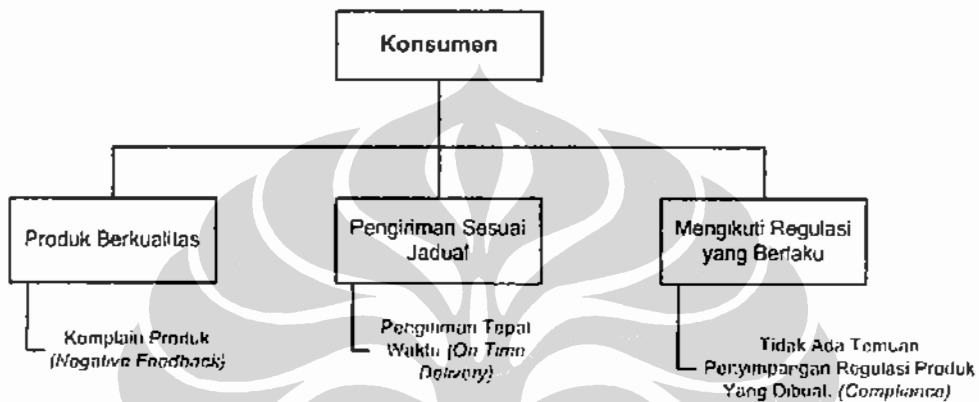 Konsumen
Produk Berkualitas
Pengiriman Sesuai
Jadual
Mengikuti Regulasi
yang Berlaku
Komplain Produk
(Negative Feedback)
Pengiriman Tepat
Waktu (On Time
Delivery)
Tidak Ada Temuan
Penyimpangan Regulasi Produk
Yang Dibuat. (Compliance)